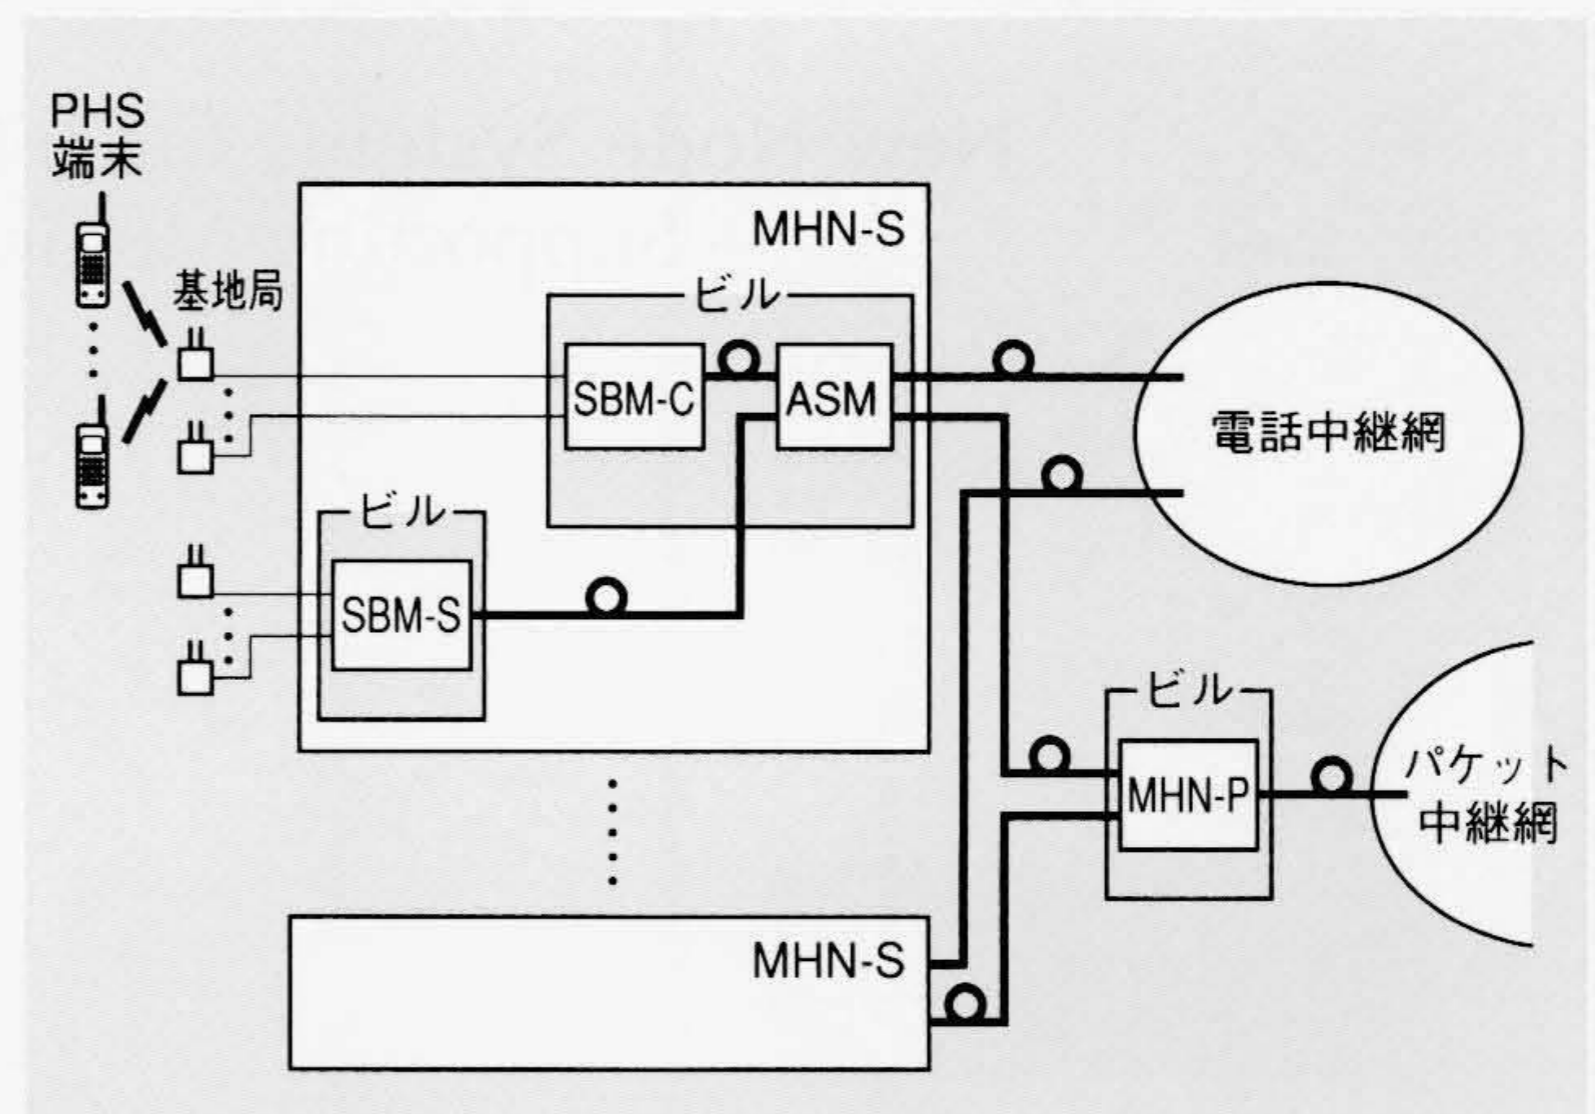 PHS
端末
基地局
MHN-S
ビル
SBM-C
ASM
電話中継網
ビル
SBM-S
ビル
MHN-P
パケット
中継網
MHN-S